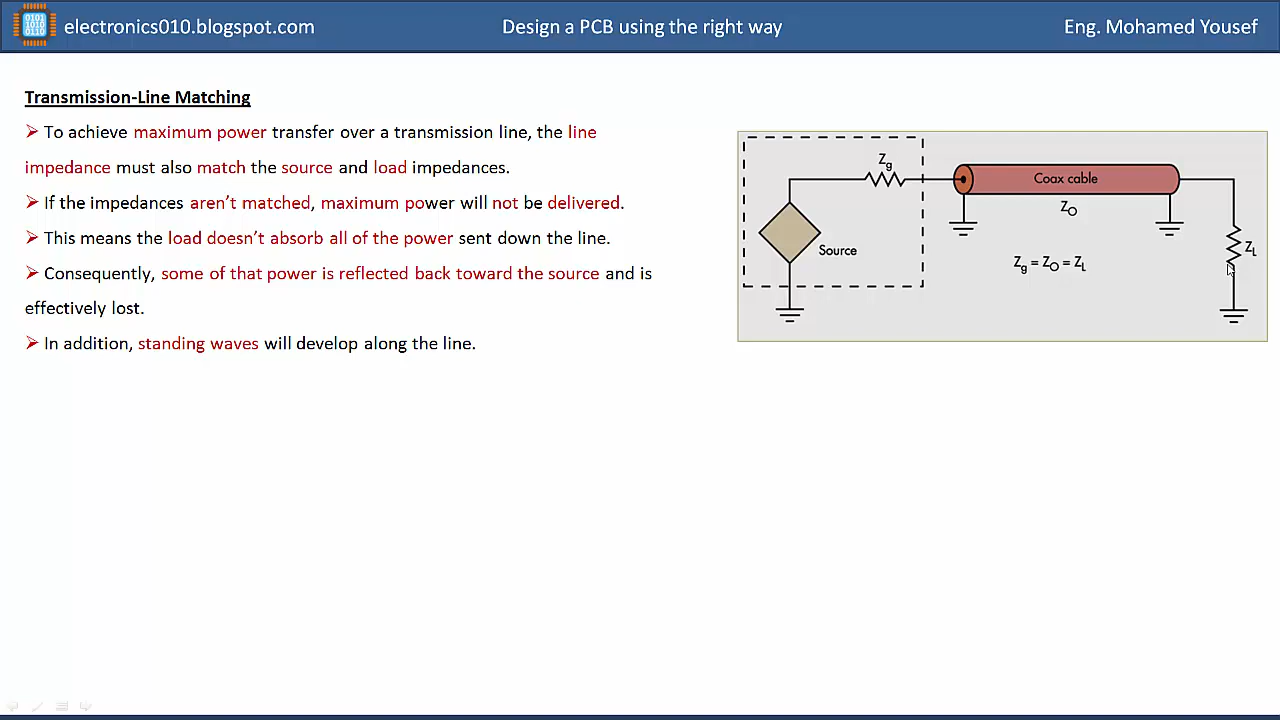 0101
1010
0110
electronics010.blogspot.com
Design a PCB using the right way
Eng. Mohamed Yousef
Transmission-Line Matching
➢ To achieve maximum power transfer over a transmission line, the line
impedance must also match the source and load impedances.
➢ If the impedances aren't matched, maximum power will not be delivered.
➢ This means the load doesn't absorb all of the power sent down the line.
➢ Consequently, some of that power is reflected back toward the source and is
effectively lost.
➢ In addition, standing waves will develop along the line.
Zg
Coax cable
ZO
Source
ZL
Zg = ZO = ZL